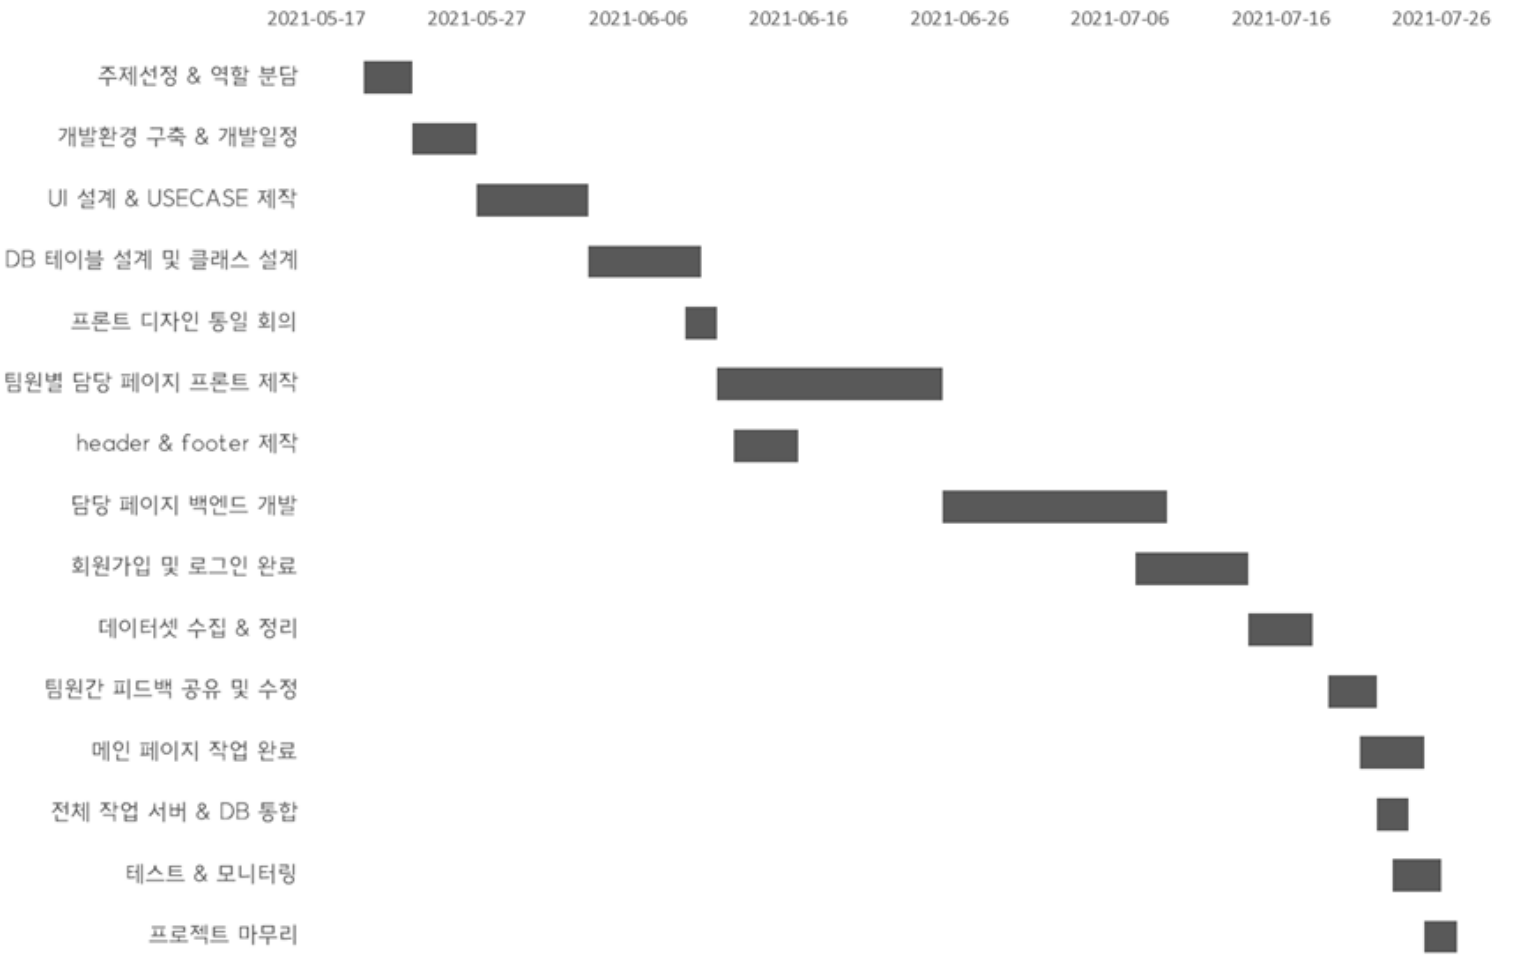 2021-05-17 2021-05-27 2021-06-06 2021-06-16 2021-06-26 2021-07-06 2021-07-16 2021-07-26
주제선정 & 역할 분담
개발환경 구축 & 개발일정
UI 설계 & USECASE 제작
DB 테이블 설계 및 클래스 설계
프론트 디자인 통일 회의
팀원별 담당 페이지 프론트 제작
header & footer 제작
담당 페이지 백엔드 개발
회원가입 및 로그인 완료
데이터셋 수집 & 정리
팀원간 피드백 공유 및 수정
메인 페이지 작업 완료
전체 작업 서버 & DB 통합
테스트 & 모니터링
프로젝트 마무리